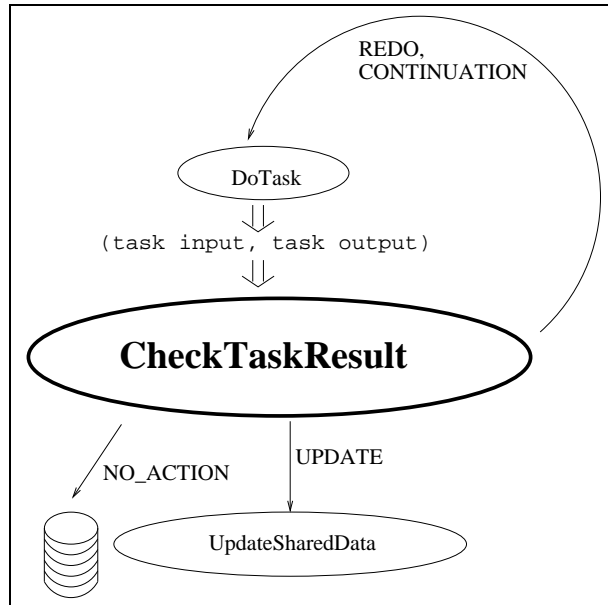 REDO,
CONTINUATION
DoTask
(task input, task output)
CheckTaskResult
NO_ACTION
UPDATE
UpdateSharedData